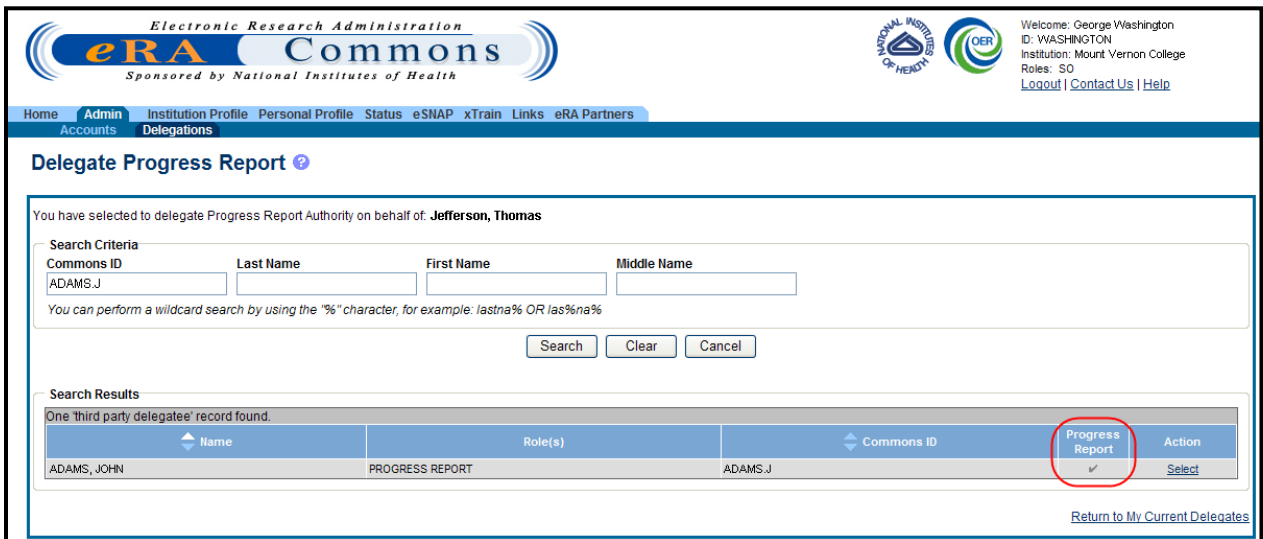 Electronic Research Administration
eRA Commons
Sponsored by National Institutes of Health
NATIONAL INSTITUTES OF HEALTH
OER
Welcome: George Washington
ID: WASHINGTON
Institution: Mount Vernon College
Roles: SO
Logout | Contact Us | Help
Home Admin Institution Profile Personal Profile Status eSNAP xTrain Links eRA Partners
Accounts Delegations
Delegate Progress Report ?
You have selected to delegate Progress Report Authority on behalf of: Jefferson, Thomas
Search Criteria
Commons ID Last Name First Name Middle Name
ADAMS.J
You can perform a wildcard search by using the "%" character, for example: lastna% OR las%na%
Search Clear Cancel
Search Results
One 'third party delegatee' record found.
Name Role(s) Commons ID Progress Report Action
ADAMS, JOHN PROGRESS REPORT ADAMS.J ✔ Select
Return to My Current Delegates